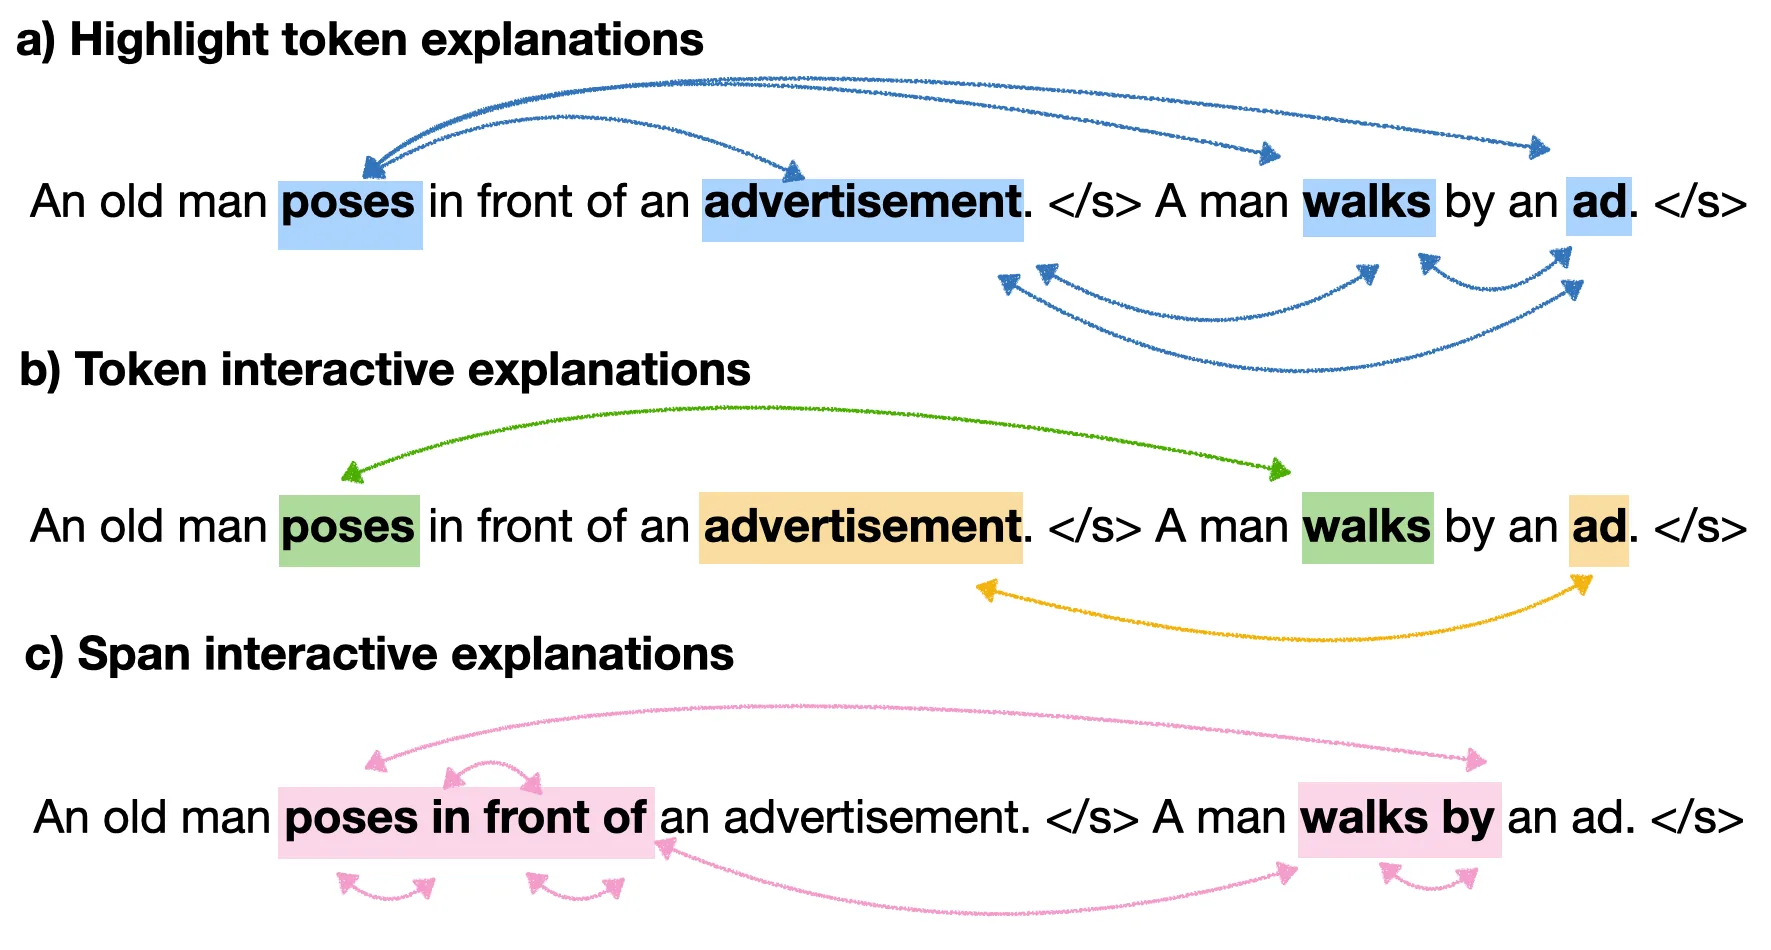 a) Highlight token explanations
An old man poses in front of an advertisement. </s> A man walks by an ad. </s>
b) Token interactive explanations
An old man poses in front of an advertisement. </s> A man walks by an ad. </s>
c) Span interactive explanations
An old man poses in front of an advertisement. </s> A man walks by an ad. </s>